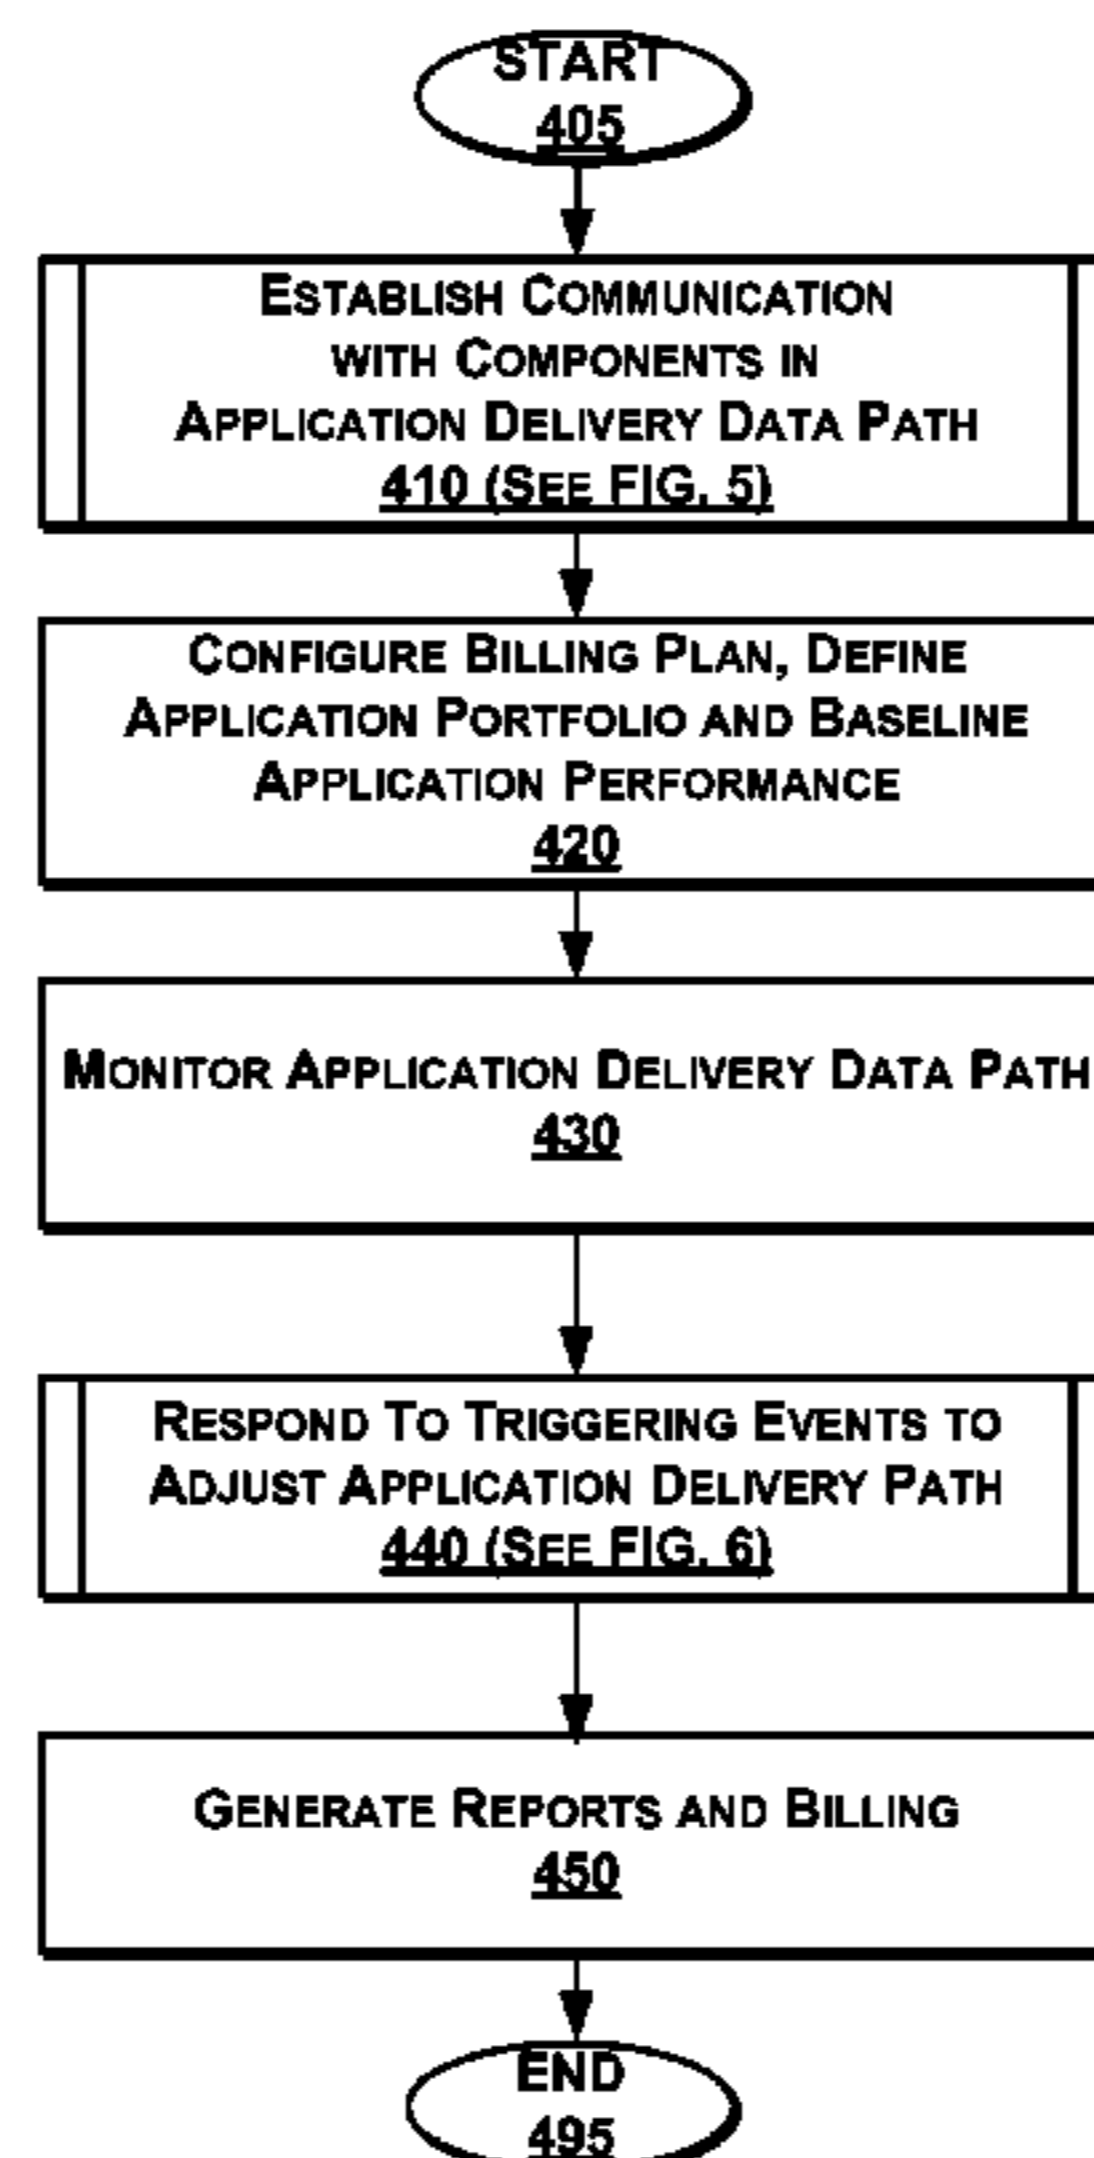 START
405
ESTABLISH COMMUNICATION
WITH COMPONENTS IN
APPLICATION DELIVERY DATA PATH
410 (SEE FIG. 5)
CONFIGURE BILLING PLAN, DEFINE
APPLICATION PORTFOLIO AND BASELINE
APPLICATION PERFORMANCE
420
MONITOR APPLICATION DELIVERY DATA PATH
430
RESPOND TO TRIGGERING EVENTS TO
ADJUST APPLICATION DELIVERY PATH
440 (SEE FIG. 6)
GENERATE REPORTS AND BILLING
450
END
495